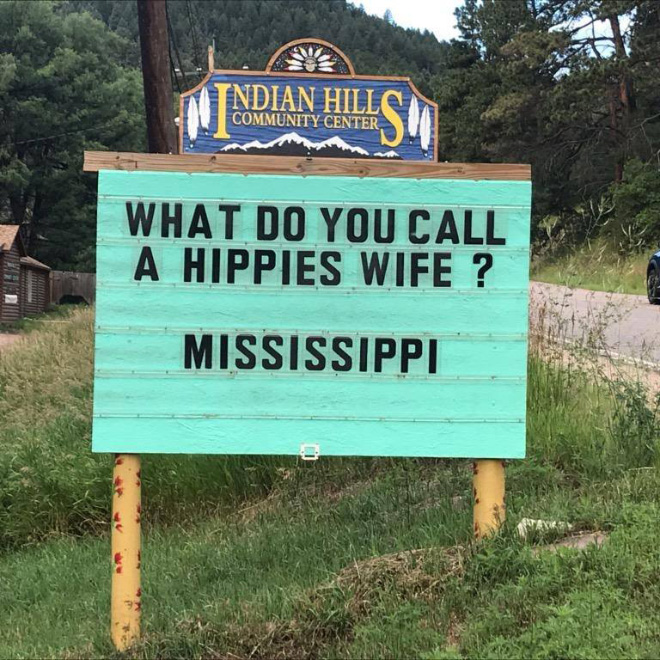 INDIAN HILLS
COMMUNITY CENTER
WHAT DO YOU CALL
A HIPPIES WIFE ?
MISSISSIPPI